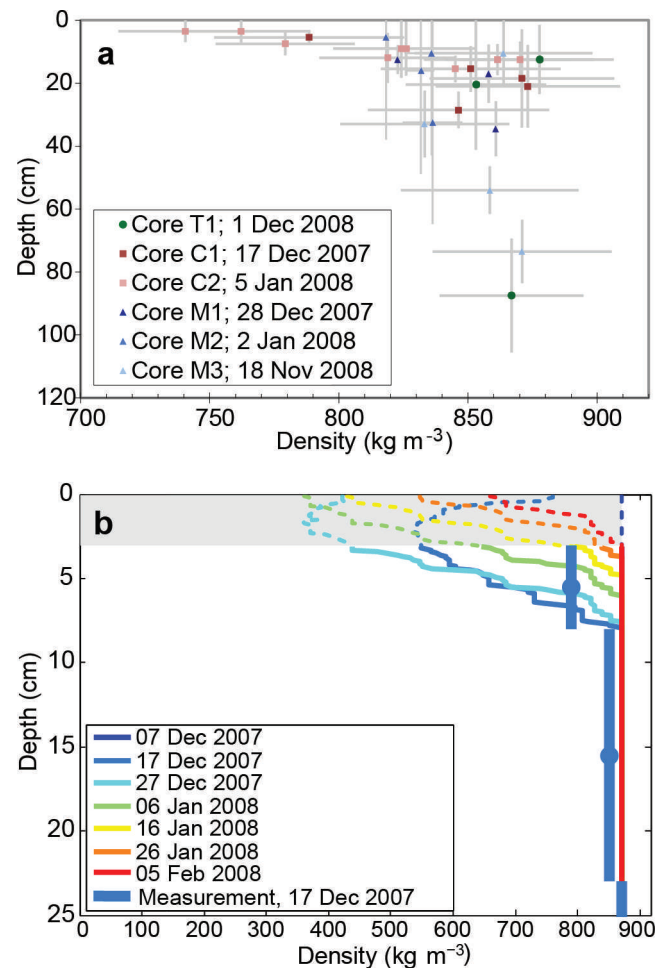 a
0
20
40
60
80
100
120
Depth (cm)
Core T1; 1 Dec 2008
Core C1; 17 Dec 2007
Core C2; 5 Jan 2008
Core M1; 28 Dec 2007
Core M2; 2 Jan 2008
Core M3; 18 Nov 2008
700 750 800 850 900
Density (kg m⁻³)
b
0
5
10
15
20
25
Depth (cm)
07 Dec 2007
17 Dec 2007
27 Dec 2007
06 Jan 2008
16 Jan 2008
26 Jan 2008
05 Feb 2008
Measurement, 17 Dec 2007
0 100 200 300 400 500 600 700 800 900
Density (kg m⁻³)